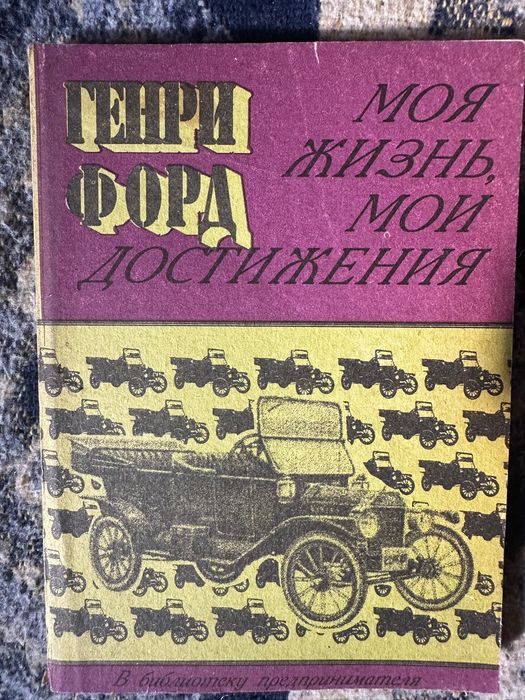 ГЕНРИ
ФОРД
МОЯ
ЖИЗНЬ,
МОИ
ДОСТИЖЕНИЯ
В библиотеку предпринимателя